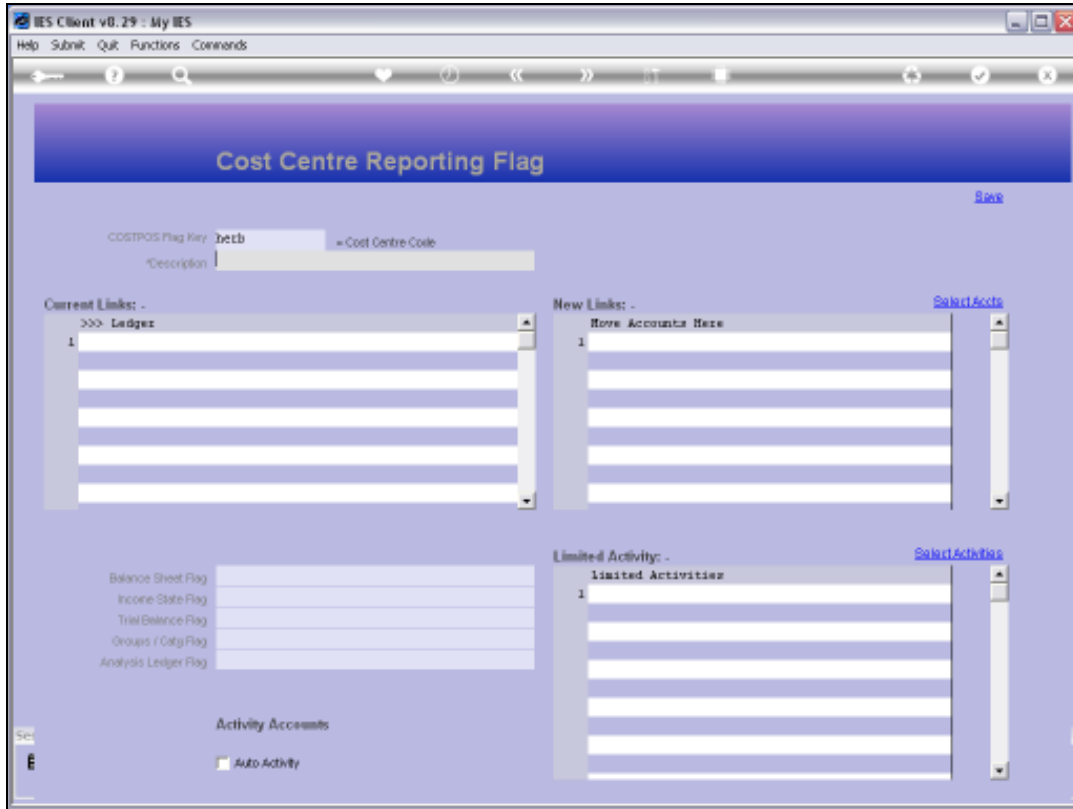 IES Client v8.29 : My IES
Help Submit Quit Functions Commands
Cost Centre Reporting Flag
Save
COSTPOS Flag Key herb = Cost Centre Code
*Description
Current Links: -
>>> Ledger
1
New Links: - Select Accts
Move Accounts Here
1
Limited Activity: - Select Activities
Limited Activities
1
Balance Sheet Flag
Income State Flag
Trial Balance Flag
Groups / Catg Flag
Analysis Ledger Flag
Activity Accounts
Auto Activity